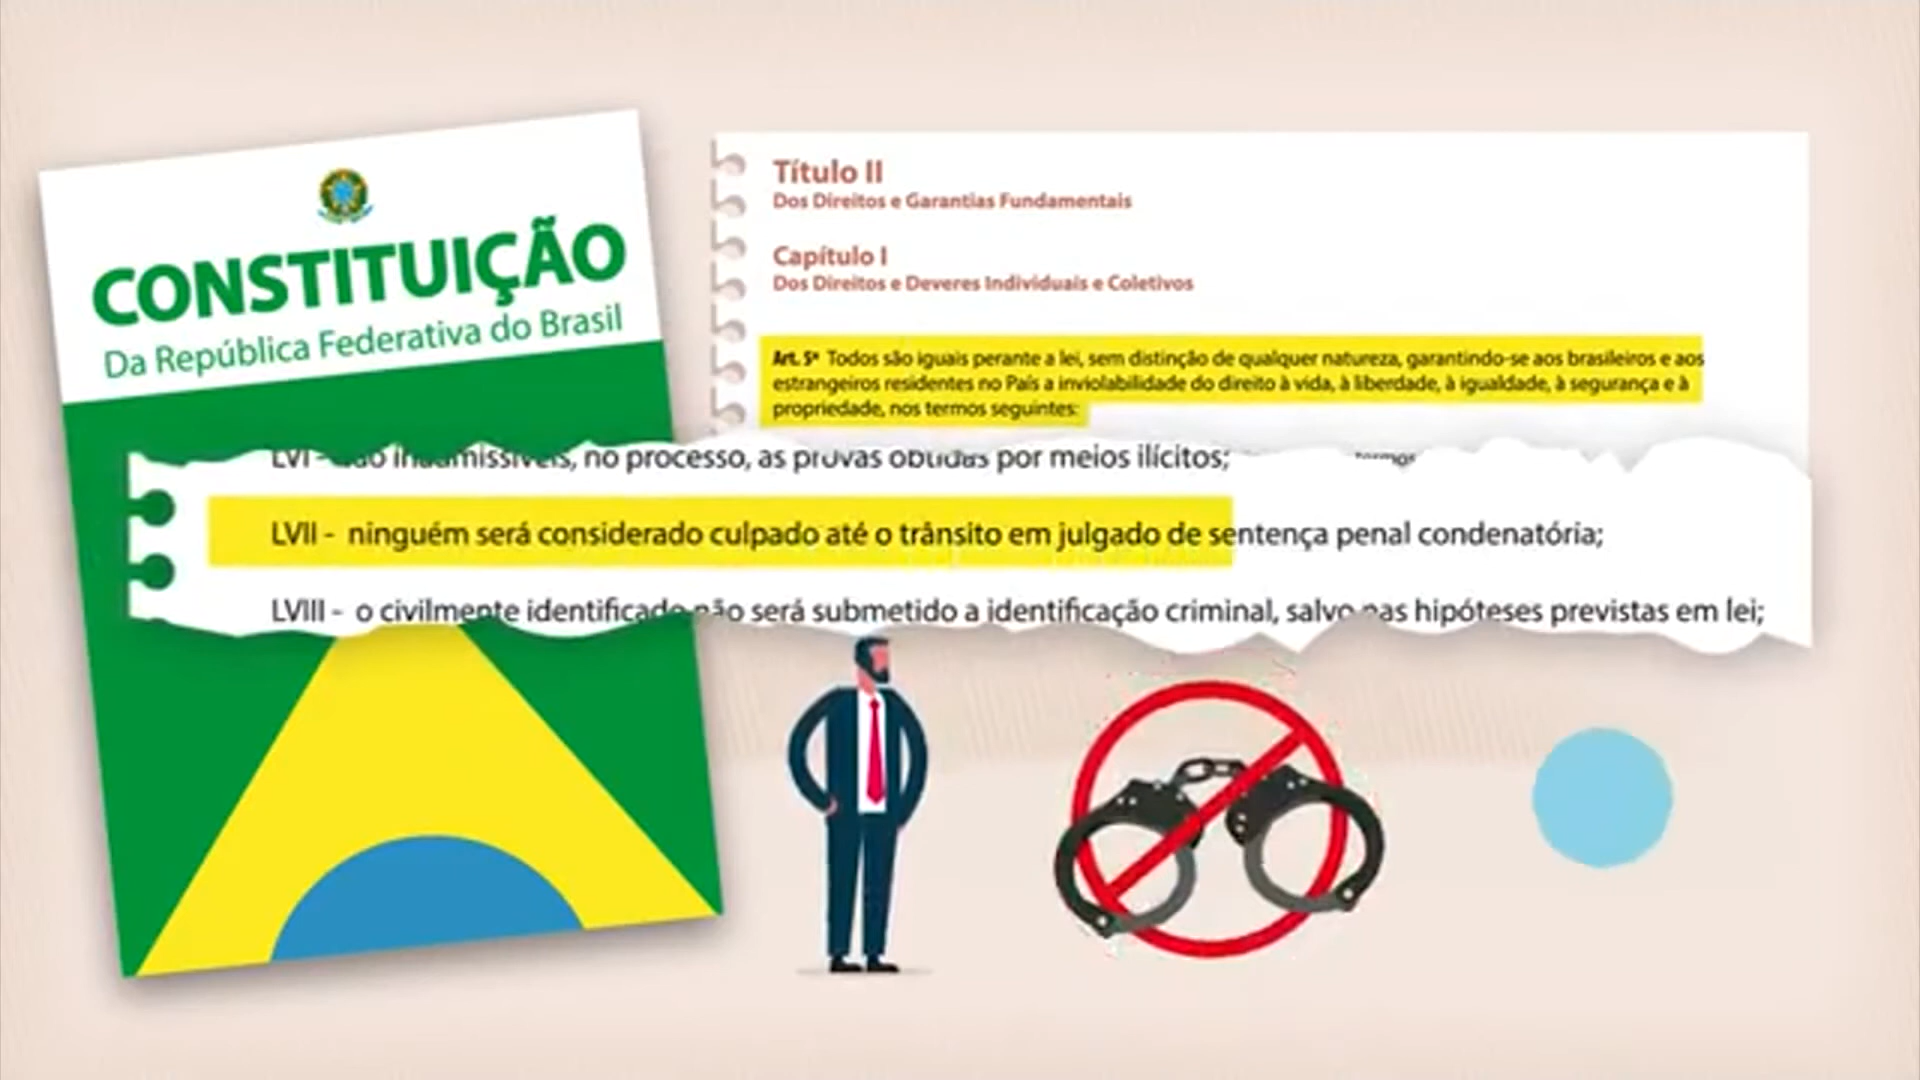 CONSTITUIÇÃO
Da República Federativa do Brasil
Título II
Dos Direitos e Garantias Fundamentais
Capítulo I
Dos Direitos e Deveres Individuais e Coletivos
Art. 5º Todos são iguais perante a lei, sem distinção de qualquer natureza, garantindo-se aos brasileiros e aos
estrangeiros residentes no País a inviolabilidade do direito à vida, à liberdade, à igualdade, à segurança e à
propriedade, nos termos seguintes:
LVI - são inadmissíveis, no processo, as provas obtidas por meios ilícitos;
termos
LVII - ninguém será considerado culpado até o trânsito em julgado de sentença penal condenatória;
LVIII - o civilmente identificado não será submetido a identificação criminal, salvo nas hipóteses previstas em lei;